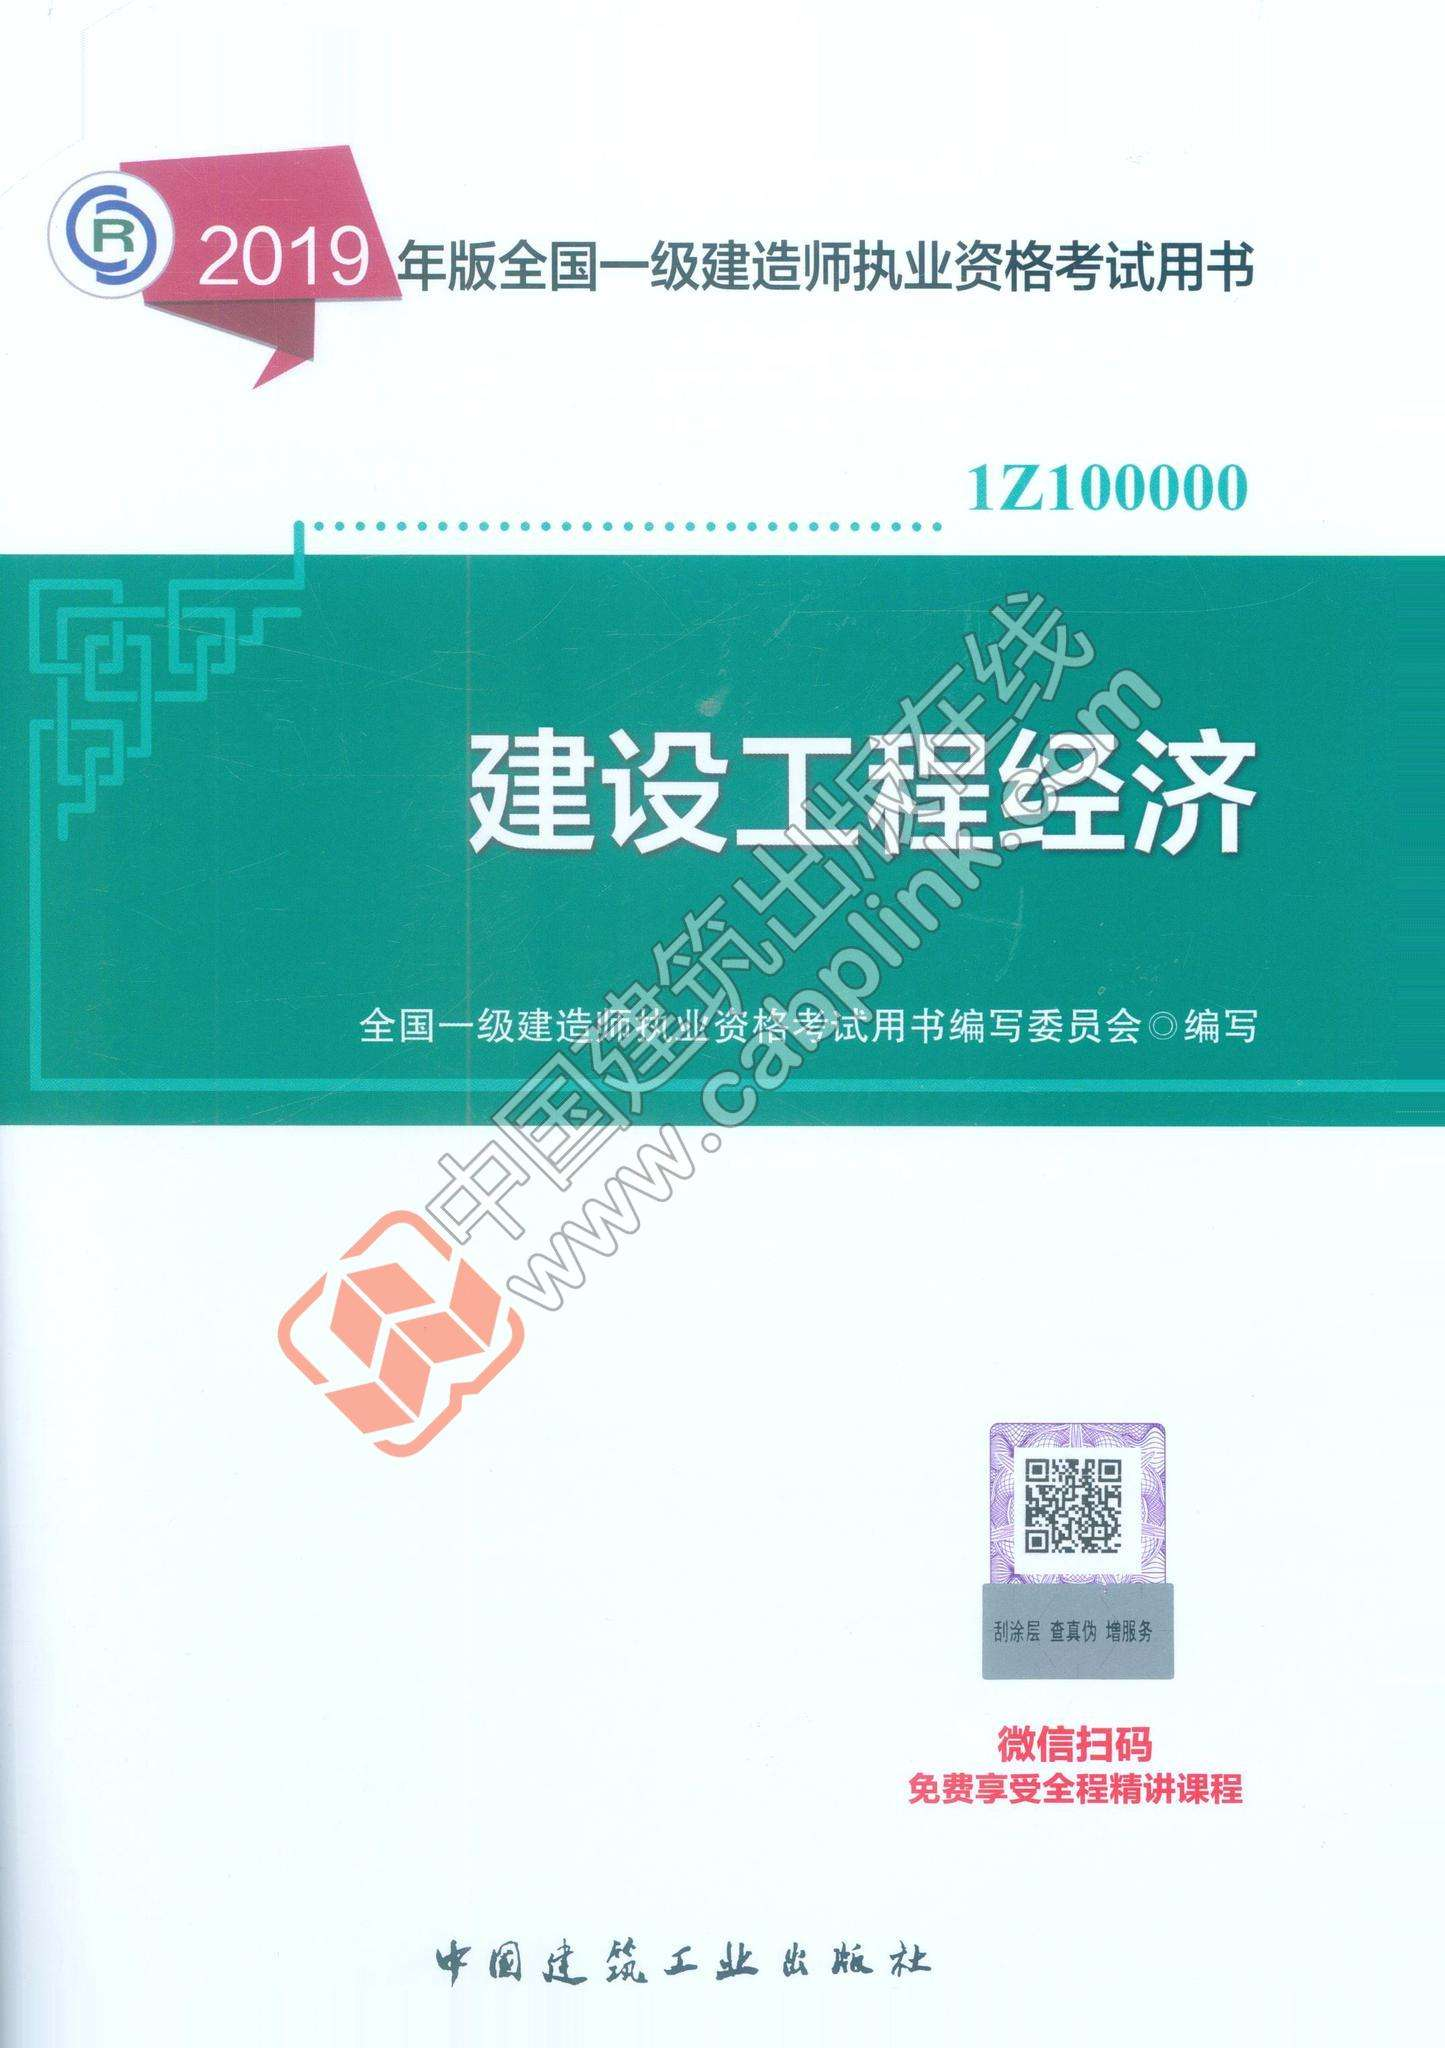 R
2019年版全国一级建造师执业资格考试用书
1Z100000
建设工程经济
全国一级建造师执业资格考试用书编写委员会◎编写
中国建筑出版在线
www.cabplink.com
刮涂层 查真伪 增服务
微信扫码
免费享受全程精讲课程
中国建筑工业出版社